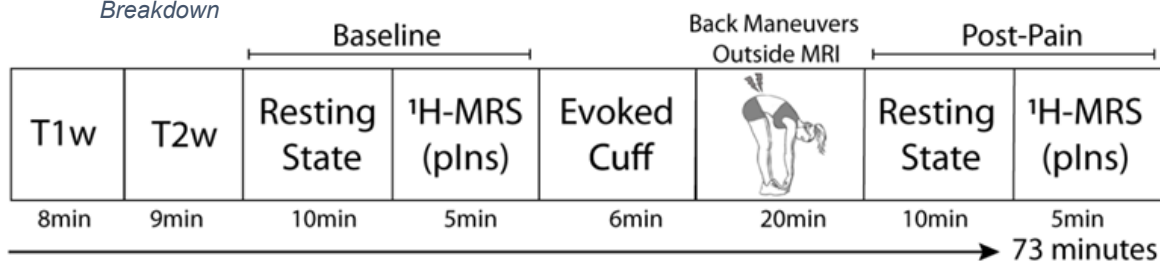 Breakdown
Baseline
Back Maneuvers
Outside MRI
Post-Pain
T1w
T2w
Resting
State
¹H-MRS
(pIns)
Evoked
Cuff
Resting
State
¹H-MRS
(pIns)
8min
9min
10min
5min
6min
20min
10min
5min
73 minutes